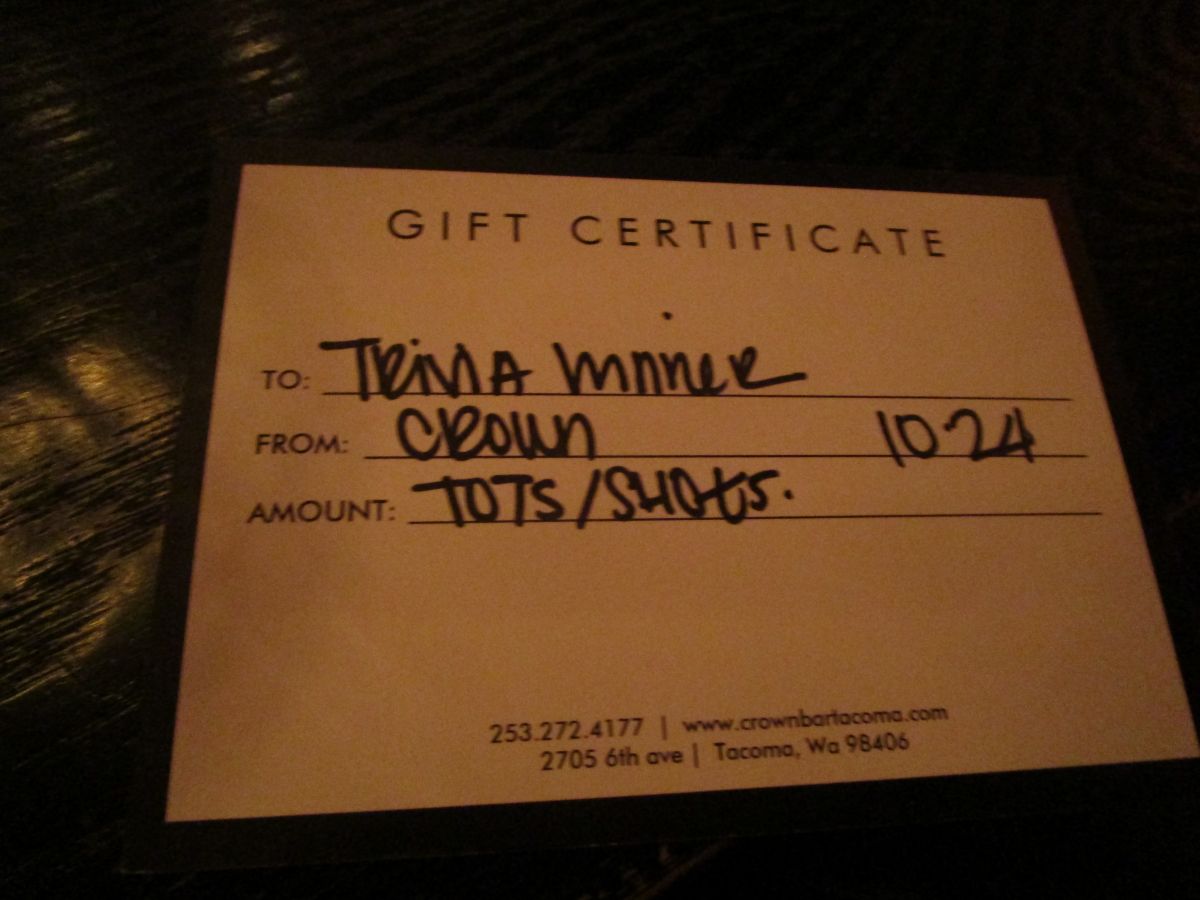 GIFT CERTIFICATE
TO: TRiViA WinneR
FROM: CROWN 10·24
AMOUNT: TOTS/SHOts.
253.272.4177 | www.crownbartacoma.com
2705 6th ave | Tacoma, Wa 98406